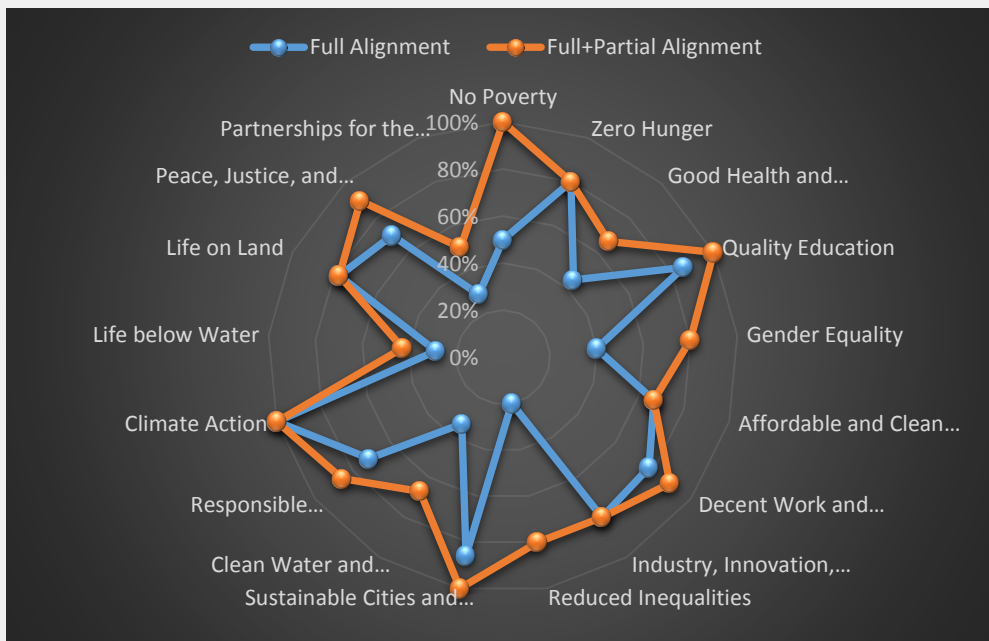 Full Alignment
Full+Partial Alignment
No Poverty
Zero Hunger
Good Health and...
Quality Education
Gender Equality
Affordable and Clean...
Decent Work and...
Industry, Innovation,...
Reduced Inequalities
Sustainable Cities and...
Clean Water and...
Responsible...
Climate Action
Life below Water
Life on Land
Peace, Justice, and...
Partnerships for the...
100%
80%
60%
40%
20%
0%